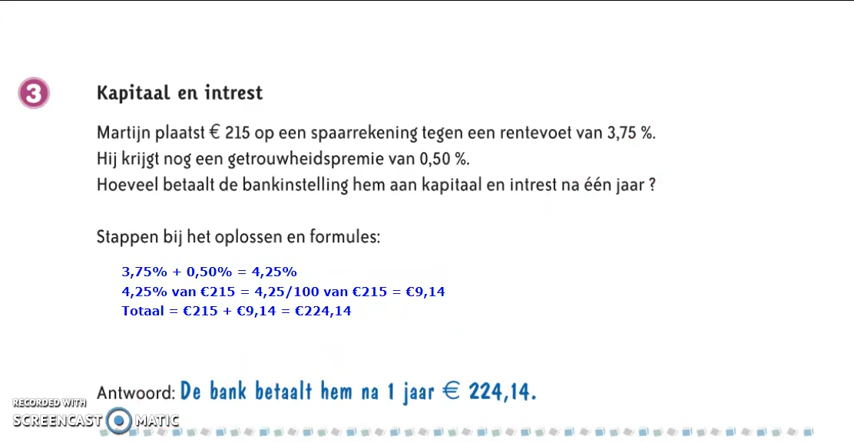 3
Kapitaal en intrest
Martijn plaatst € 215 op een spaarrekening tegen een rentevoet van 3,75 %.
Hij krijgt nog een getrouwheidspremie van 0,50 %.
Hoeveel betaalt de bankinstelling hem aan kapitaal en intrest na één jaar ?
Stappen bij het oplossen en formules:
3,75% + 0,50% = 4,25%
4,25% van €215 = 4,25/100 van €215 = €9,14
Totaal = €215 + €9,14 = €224,14
Antwoord: De bank betaalt hem na 1 jaar € 224,14.
RECORDED WITH
SCREENCAST MATIC